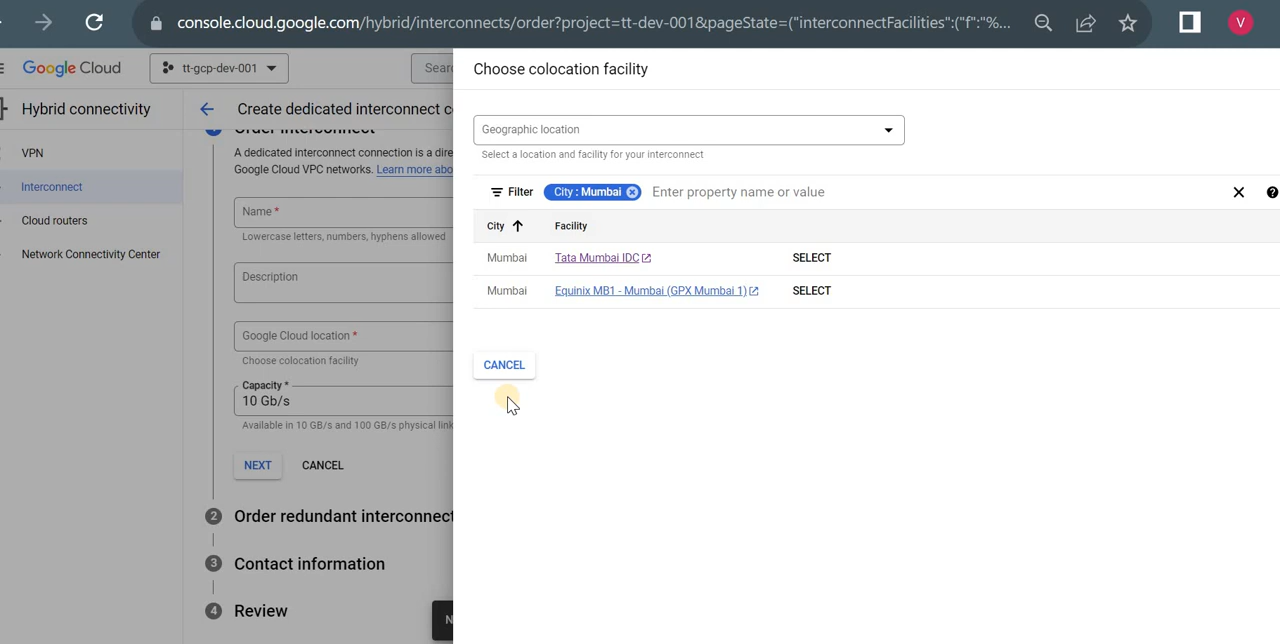 console.cloud.google.com/hybrid/interconnects/order?project=tt-dev-001&pageState=("interconnectFacilities":("f":"%...
V
Google Cloud
tt-gcp-dev-001
Sear
Hybrid connectivity
VPN
Interconnect
Cloud routers
Network Connectivity Center
Create dedicated interconnect c
Order interconnect
A dedicated interconnect connection is a dire
Google Cloud VPC networks. Learn more abo
Name *
Lowercase letters, numbers, hyphens allowed
Description
Google Cloud location *
Choose colocation facility
Capacity *
10 Gb/s
Available in 10 GB/s and 100 GB/s physical link
NEXT CANCEL
2 Order redundant interconnect
3 Contact information
4 Review
N
Choose colocation facility
Geographic location
Select a location and facility for your interconnect
Filter City : Mumbai Enter property name or value
City Facility
Mumbai Tata Mumbai IDC SELECT
Mumbai Equinix MB1 - Mumbai (GPX Mumbai 1) SELECT
CANCEL